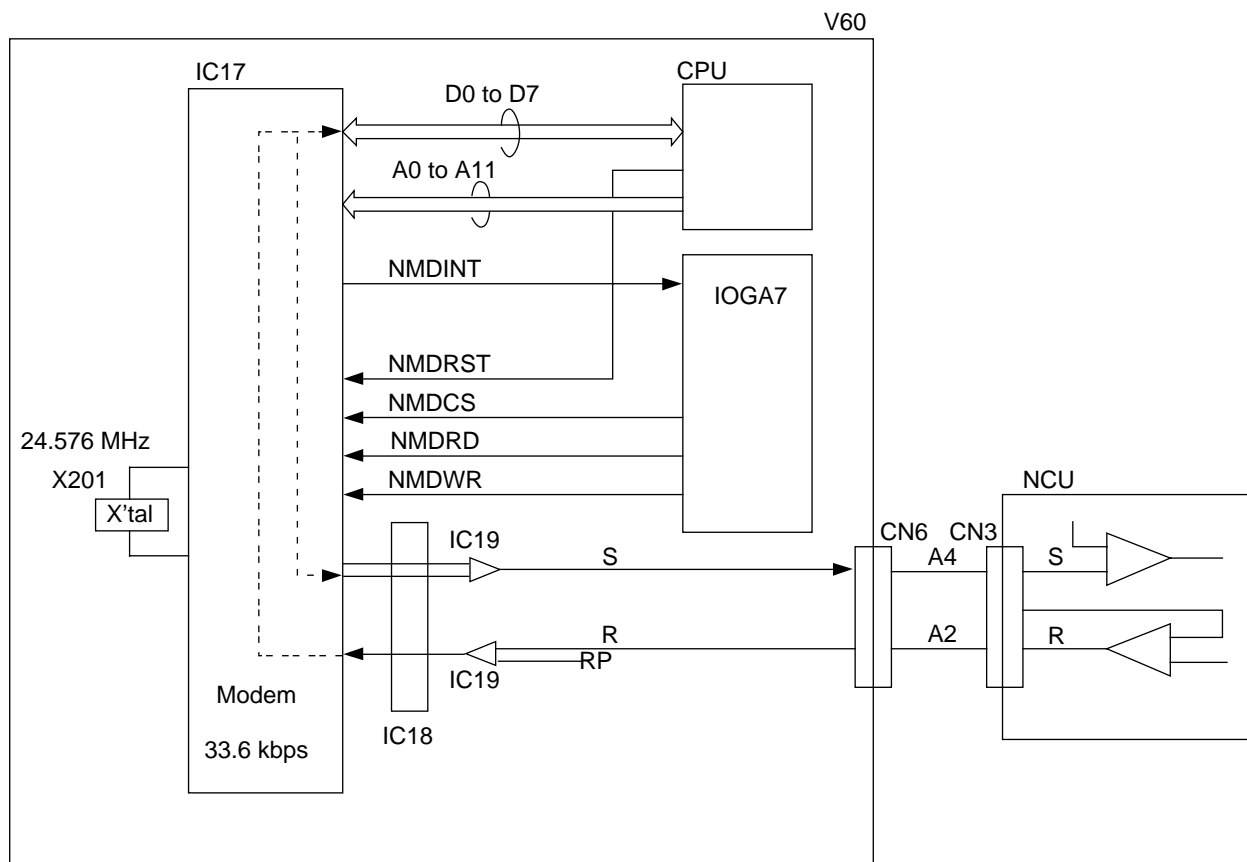 V60
IC17
CPU
D0 to D7
A0 to A11
NMDINT
IOGA7
NMDRST
NMDCS
24.576 MHz
NMDRD
X201
NMDWR
NCU
X'tal
IC19
CN6
CN3
S
A4
S
R
A2
R
RP
IC19
Modem
IC18
33.6 kbps